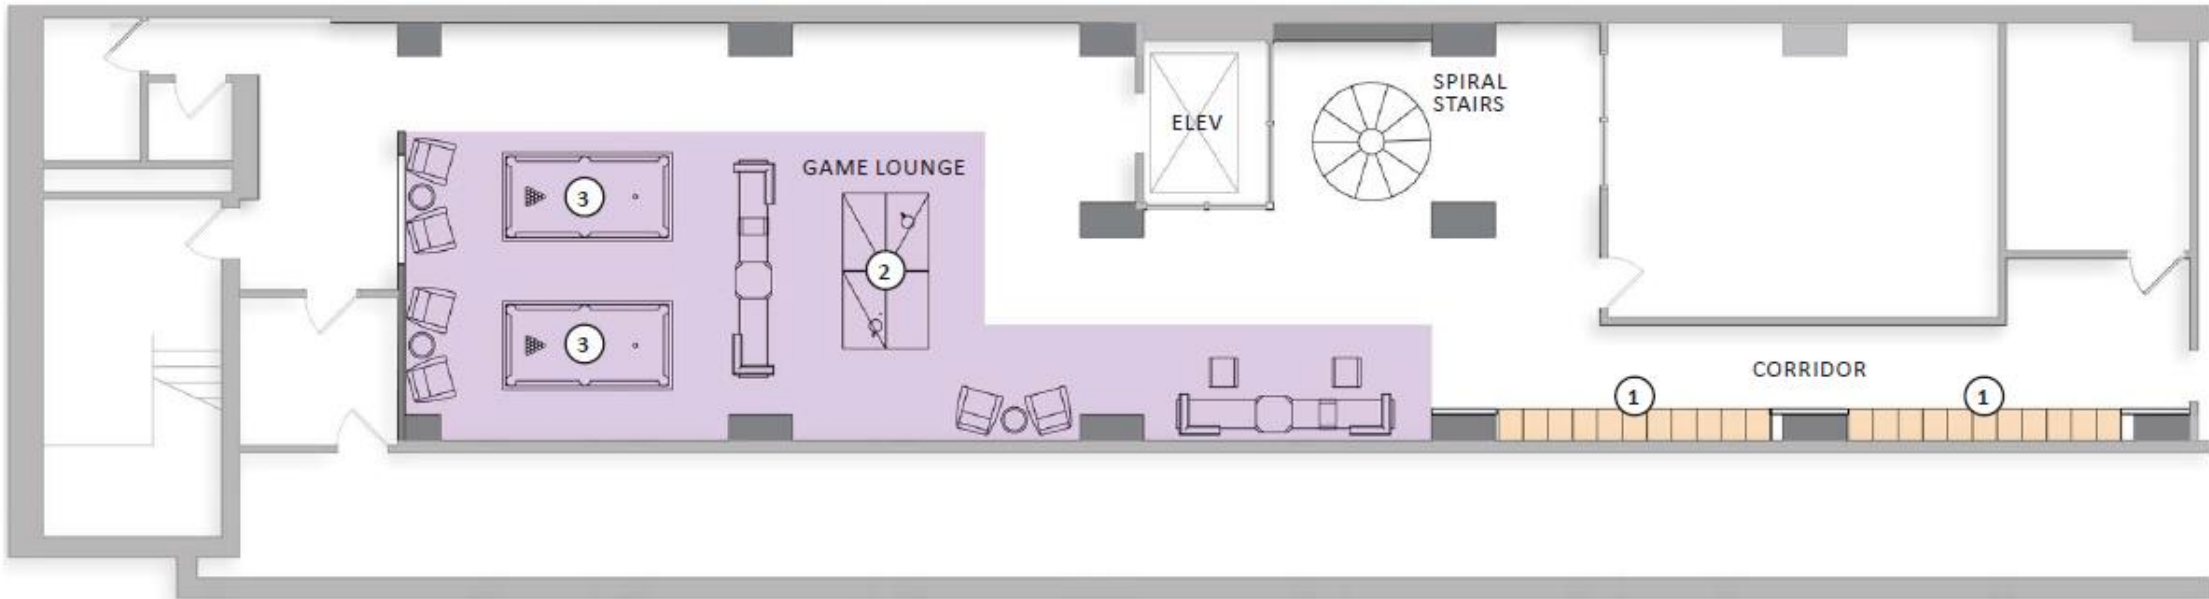 SPIRAL
STAIRS
ELEV
GAME LOUNGE
3
2
3
CORRIDOR
1
1